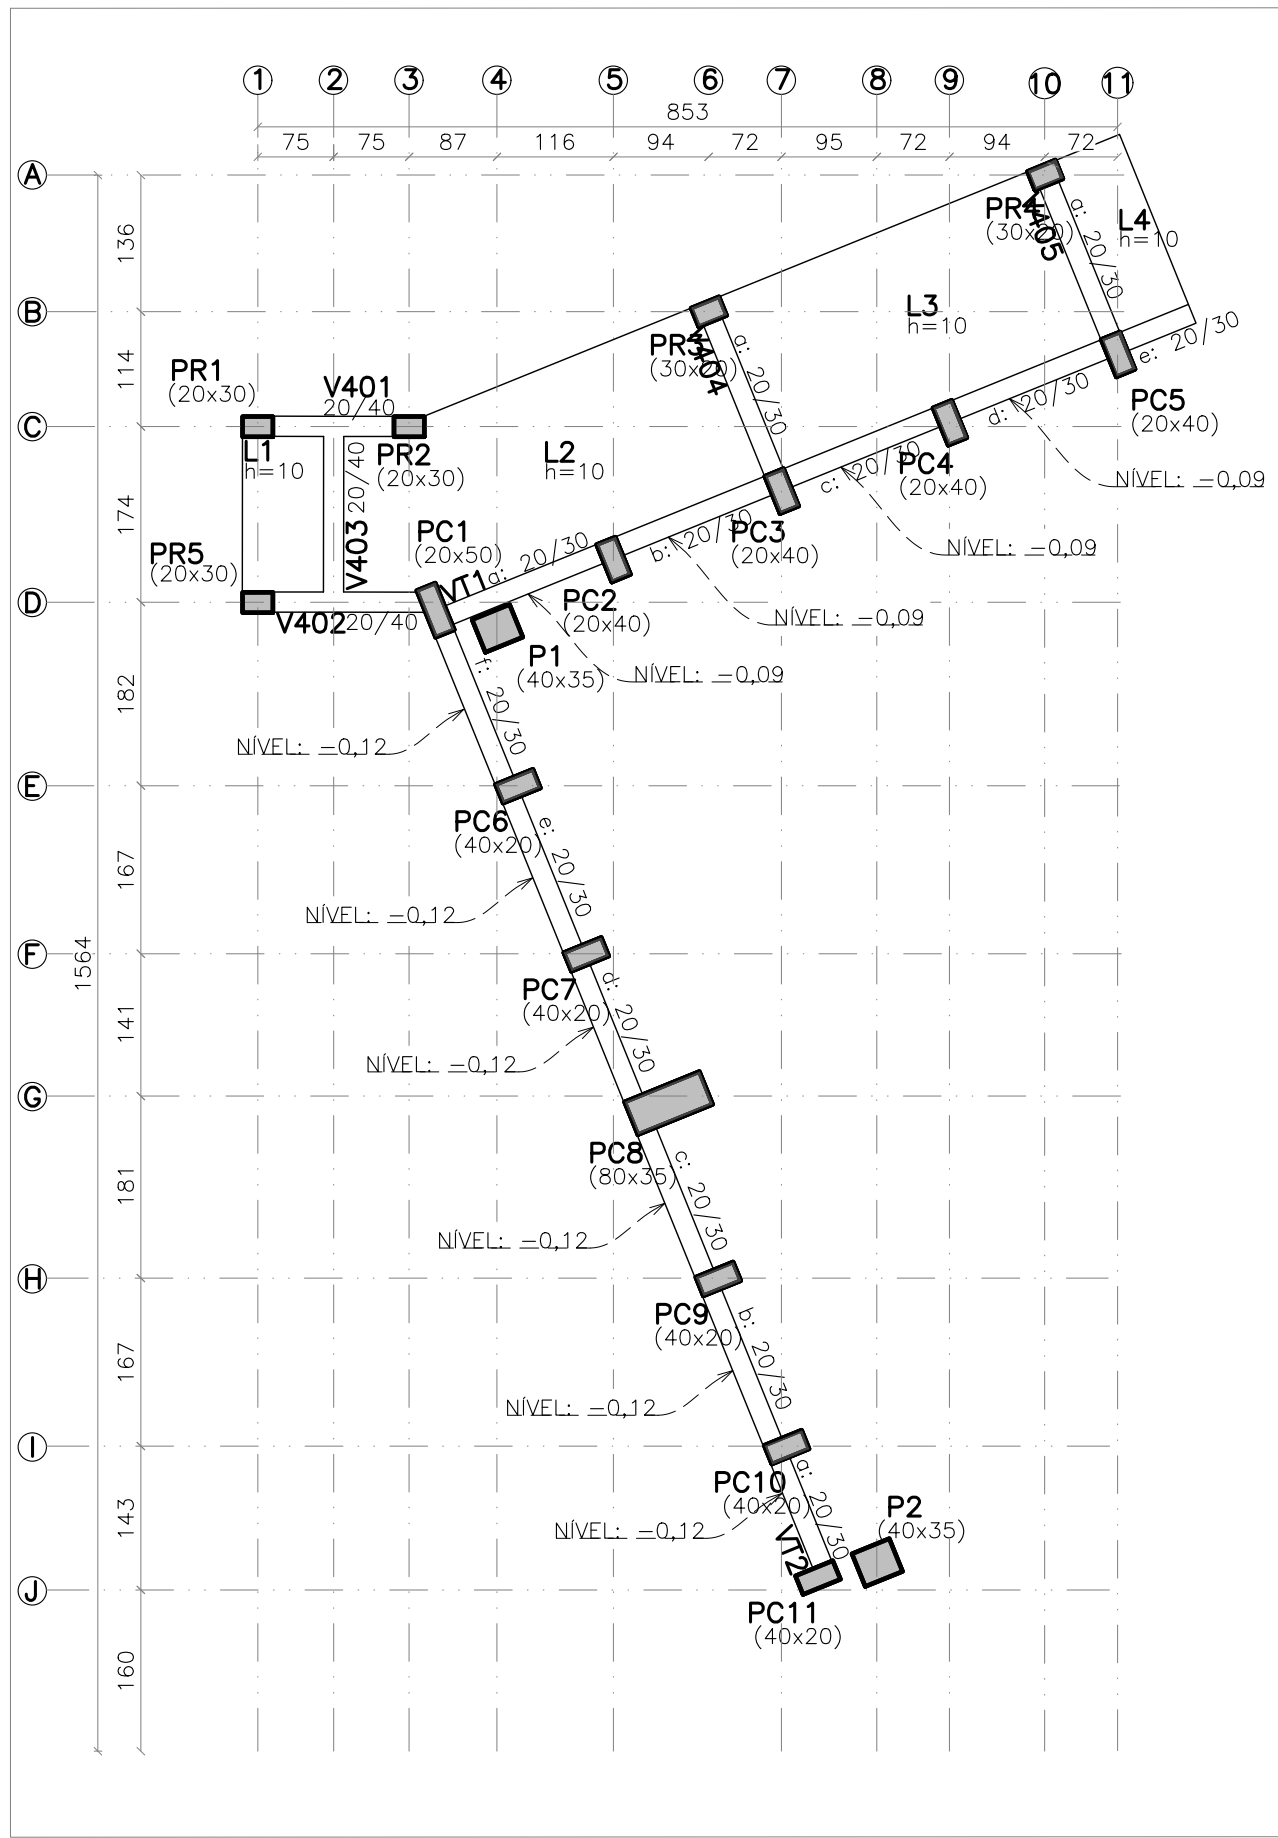 1 2 3 4 5 6 7 8 9 10 11
853
75 75 87 116 94 72 95 72 94 72
A
136
PR4
(30x20)
V405
a: 20/30
L4
h=10
B
114
PR3
(30x20)
V404
a: 20/30
L3
h=10
e: 20/30
PR1
(20x30)
V401
20/40
PC5
(20x40)
d: 20/30
C
L1
h=10
PR2
(20x30)
L2
h=10
PC4
(20x40)
c: 20/30
NÍVEL: -0,09
174
V403
20/40
PR5
(20x30)
PC1
(20x50)
VT1
a: 20/30
b: 20/30
PC3
(20x40)
NÍVEL: -0,09
D
V402
20/40
PC2
(20x40)
NÍVEL: -0,09
P1
(40x35)
NÍVEL: -0,09
182
f: 20/30
NÍVEL: -0,12
E
PC6
(40x20)
e: 20/30
167
NÍVEL: -0,12
F
1564
PC7
(40x20)
d: 20/30
141
NÍVEL: -0,12
G
PC8
(80x35)
c: 20/30
181
NÍVEL: -0,12
H
PC9
(40x20)
b: 20/30
167
NÍVEL: -0,12
I
PC10
(40x20)
a: 20/30
143
NÍVEL: -0,12
VT2
P2
(40x35)
J
PC11
(40x20)
160